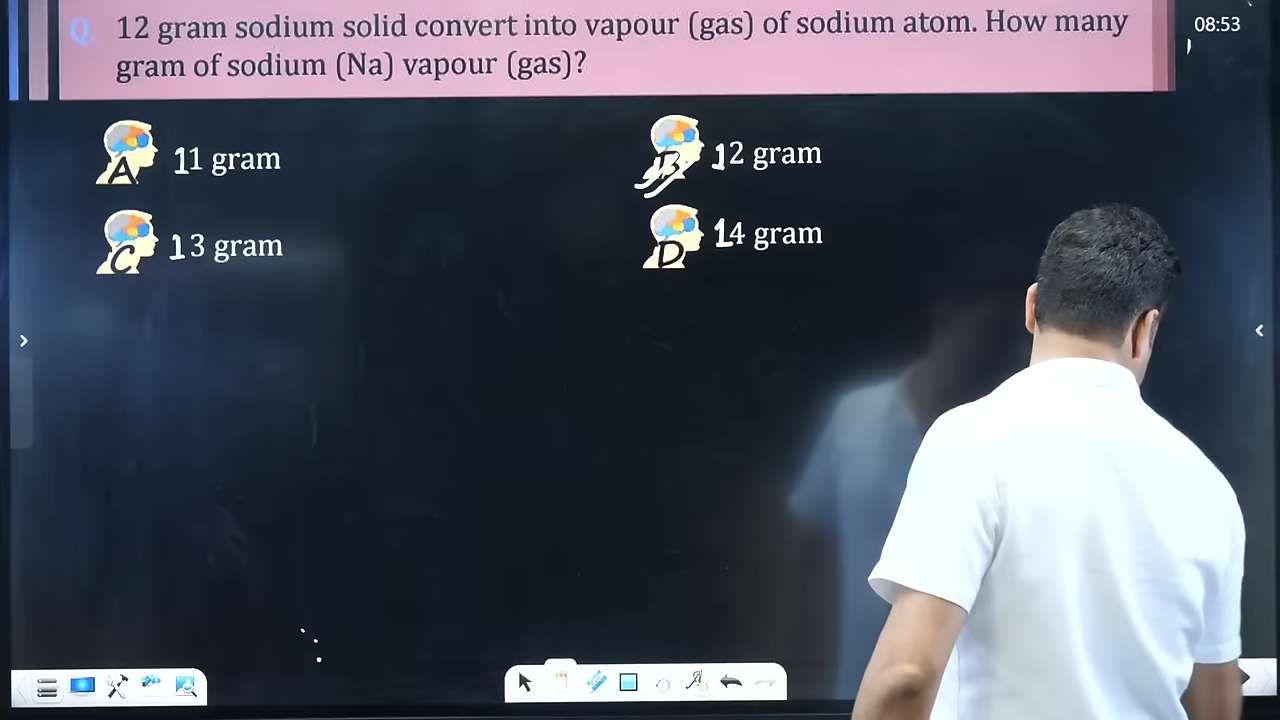 Q. 12 gram sodium solid convert into vapour (gas) of sodium atom. How many
gram of sodium (Na) vapour (gas)?
08:53
A 11 gram
B 12 gram
C 13 gram
D 14 gram